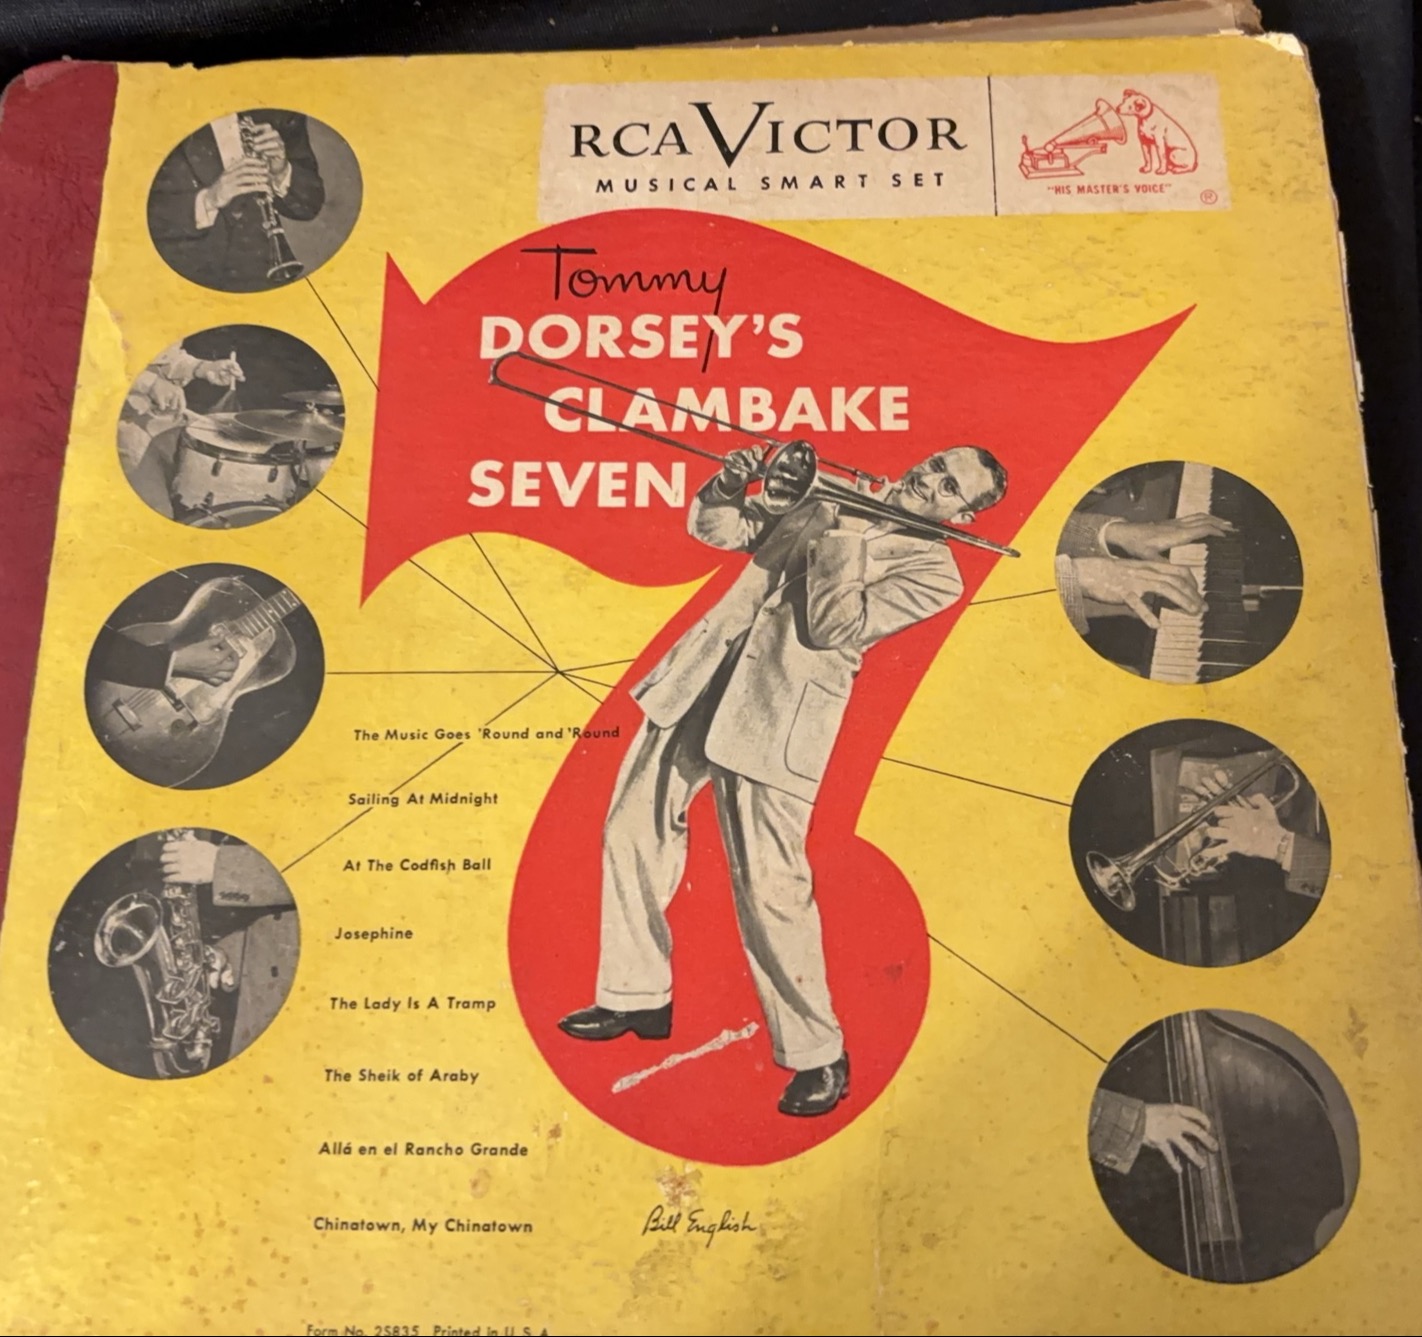 RCA VICTOR
MUSICAL SMART SET
"HIS MASTER'S VOICE"
®
Tommy
DORSEY'S
CLAMBAKE
SEVEN
The Music Goes 'Round and 'Round
Sailing At Midnight
At The Codfish Ball
Josephine
The Lady Is A Tramp
The Sheik of Araby
Allá en el Rancho Grande
Chinatown, My Chinatown
Bill English
Form No. 2S835 Printed in U. S. A.